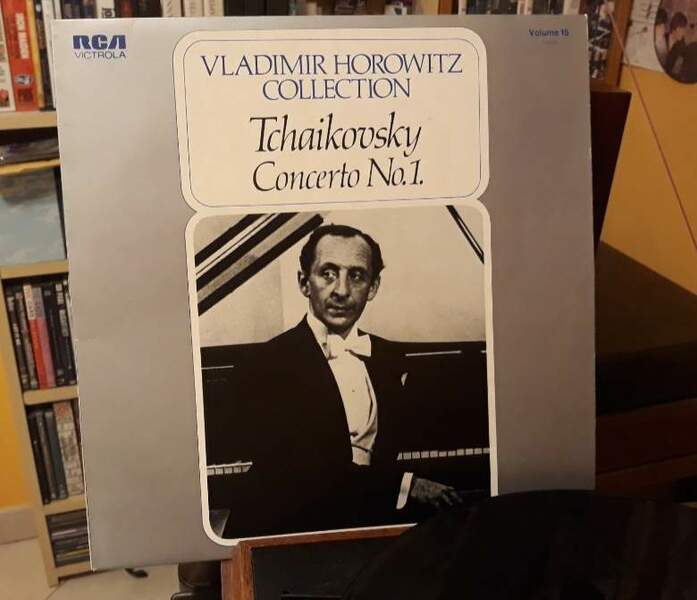 RCA
VICTROLA
Volume 15
VLADIMIR HOROWITZ
COLLECTION
Tchaikovsky
Concerto No.1.